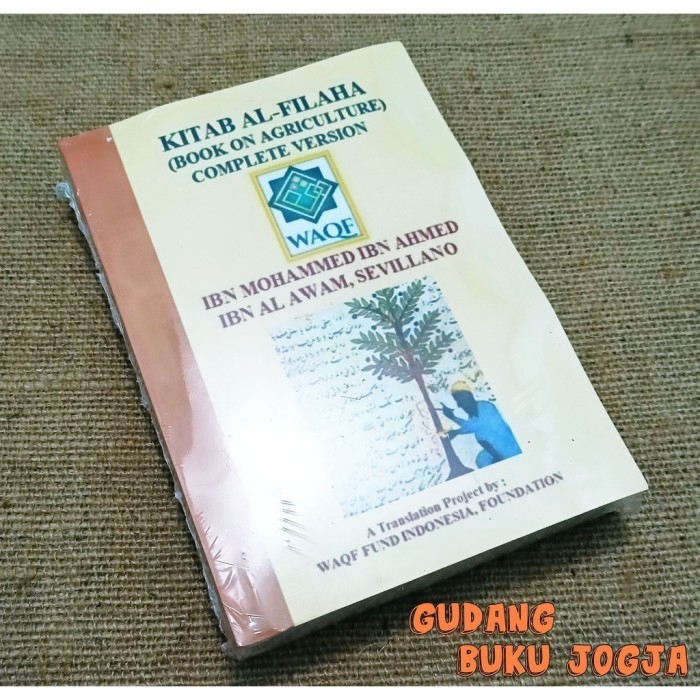 KITAB AL-FILAHA
(BOOK ON AGRICULTURE)
COMPLETE VERSION
WAQF
IBN MOHAMMED IBN AHMED
IBN AL AWAM, SEVILLANO
A Translation Project by :
WAQF FUND INDONESIA, FOUNDATION
GUDANG
BUKU JOGJA